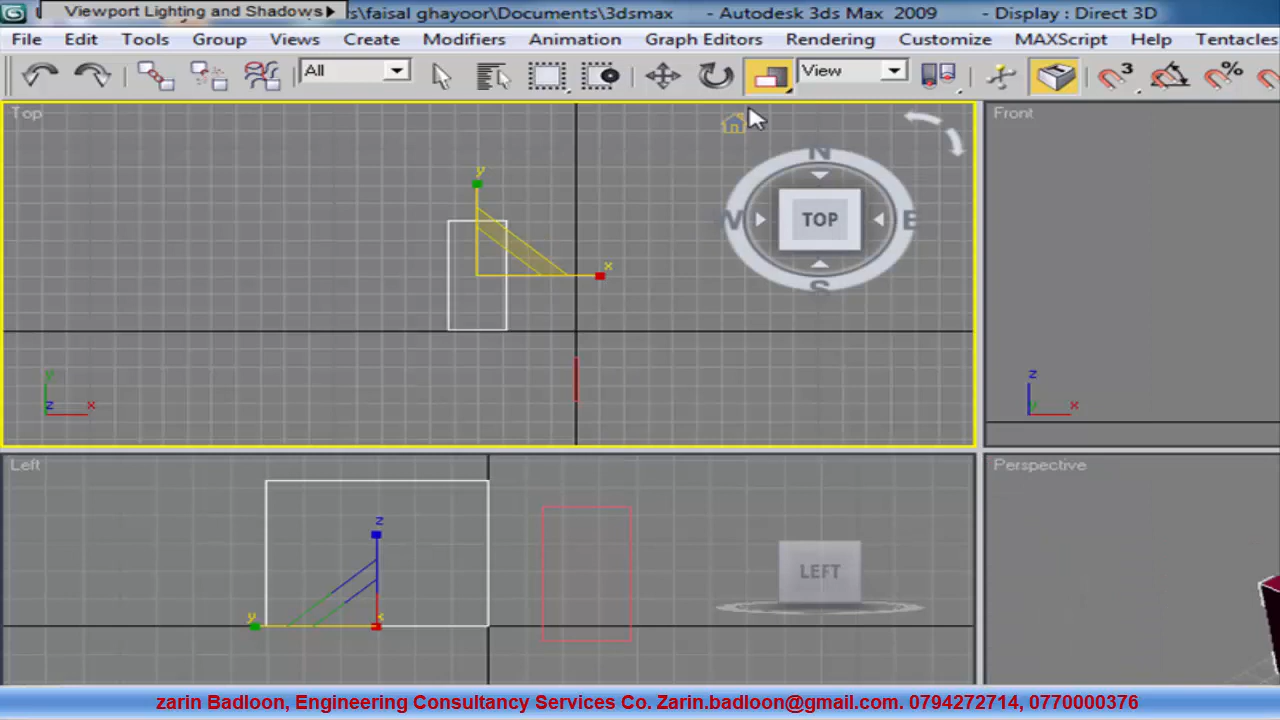 Viewport Lighting and Shadows
s\faisal ghayoor\Documents\3dsmax Autodesk 3ds Max 2009 - Display : Direct 3D
File Edit Tools Group Views Create Modifiers Animation Graph Editors Rendering Customize MAXScript Help Tentacles
All View 3 %
Top Front
N
W TOP E
S
y x
y z x
z y x
Left Perspective
z y x
LEFT
zarin Badloon, Engineering Consultancy Services Co. Zarin.badloon@gmail.com. 0794272714, 0770000376